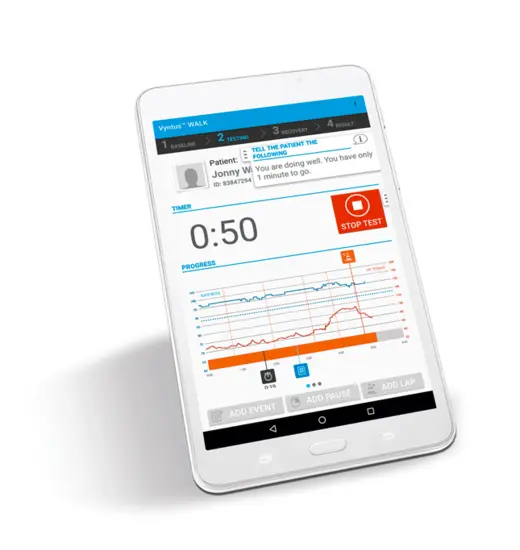 Vyntus™ WALK
1 BASELINE
2 TESTING
3 RECOVERY
4 RESULT
Patient:
Jonny W
ID: 83847294
TELL THE PATIENT THE
FOLLOWING
You are doing well. You have only
1 minute to go.
TIMER
0:50
STOP TEST
PROGRESS
ADD EVENT
ADD PAUSE
ADD LAP